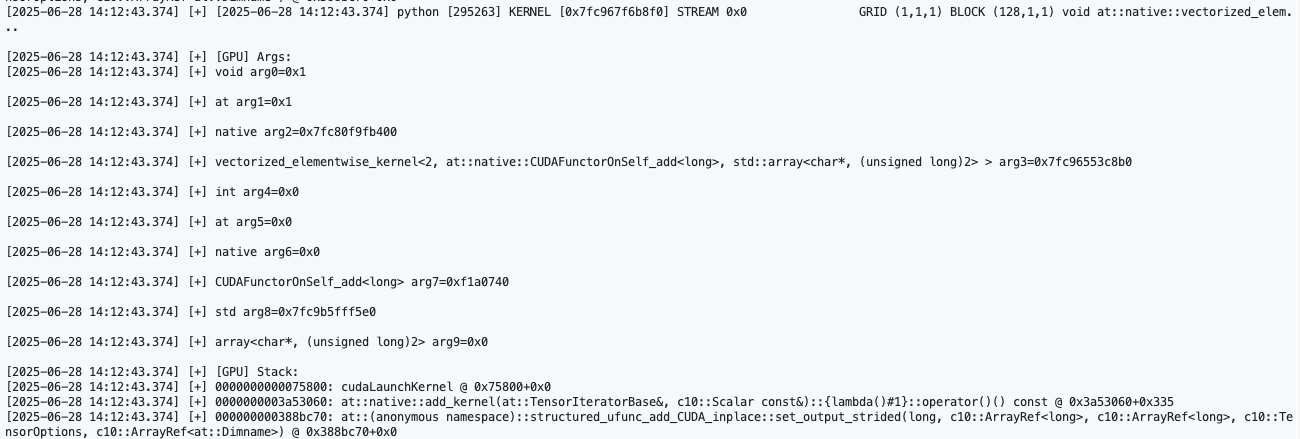 [2025-06-28 14:12:43.374] [+] [2025-06-28 14:12:43.374] python [295263] KERNEL [0x7fc967f6b8f0] STREAM 0x0 GRID (1,1,1) BLOCK (128,1,1) void at::native::vectorized_elem.
..
[2025-06-28 14:12:43.374] [+] [GPU] Args:
[2025-06-28 14:12:43.374] [+] void arg0=0x1
[2025-06-28 14:12:43.374] [+] at arg1=0x1
[2025-06-28 14:12:43.374] [+] native arg2=0x7fc80f9fb400
[2025-06-28 14:12:43.374] [+] vectorized_elementwise_kernel<2, at::native::CUDAFunctorOnSelf_add<long>, std::array<char*, (unsigned long)2> > arg3=0x7fc96553c8b0
[2025-06-28 14:12:43.374] [+] int arg4=0x0
[2025-06-28 14:12:43.374] [+] at arg5=0x0
[2025-06-28 14:12:43.374] [+] native arg6=0x0
[2025-06-28 14:12:43.374] [+] CUDAFunctorOnSelf_add<long> arg7=0xf1a0740
[2025-06-28 14:12:43.374] [+] std arg8=0x7fc9b5fff5e0
[2025-06-28 14:12:43.374] [+] array<char*, (unsigned long)2> arg9=0x0
[2025-06-28 14:12:43.374] [+] [GPU] Stack:
[2025-06-28 14:12:43.374] [+] 0000000000075800: cudaLaunchKernel @ 0x75800+0x0
[2025-06-28 14:12:43.374] [+] 0000000003a53060: at::native::add_kernel(at::TensorIteratorBase&, c10::Scalar const&)::{lambda()#1}::operator()() const @ 0x3a53060+0x335
[2025-06-28 14:12:43.374] [+] 000000000388bc70: at::(anonymous namespace)::structured_ufunc_add_CUDA_inplace::set_output_strided(long, c10::ArrayRef<long>, c10::ArrayRef<long>, c10::Te
nsorOptions, c10::ArrayRef<at::Dimname>) @ 0x388bc70+0x0